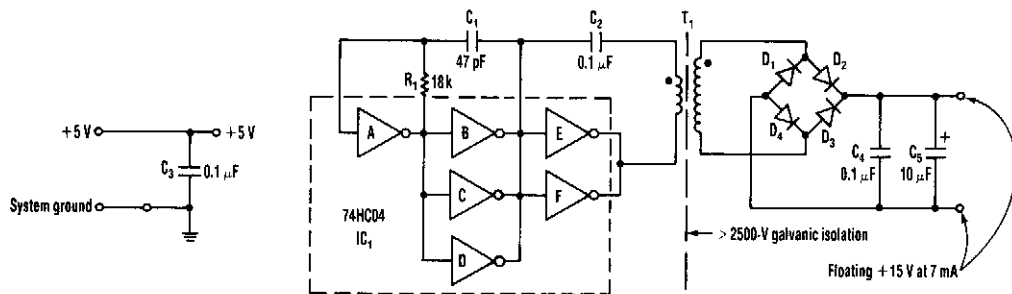 +5 V
+5 V
C3
0.1 μF
System ground
C1
47 pF
R1
18k
C2
0.1 μF
T1
A
B
C
D
E
F
74HC04
IC1
D1
D2
D4
D3
C4
0.1 μF
C5
10 μF
+
> 2500-V galvanic isolation
Floating +15 V at 7 mA